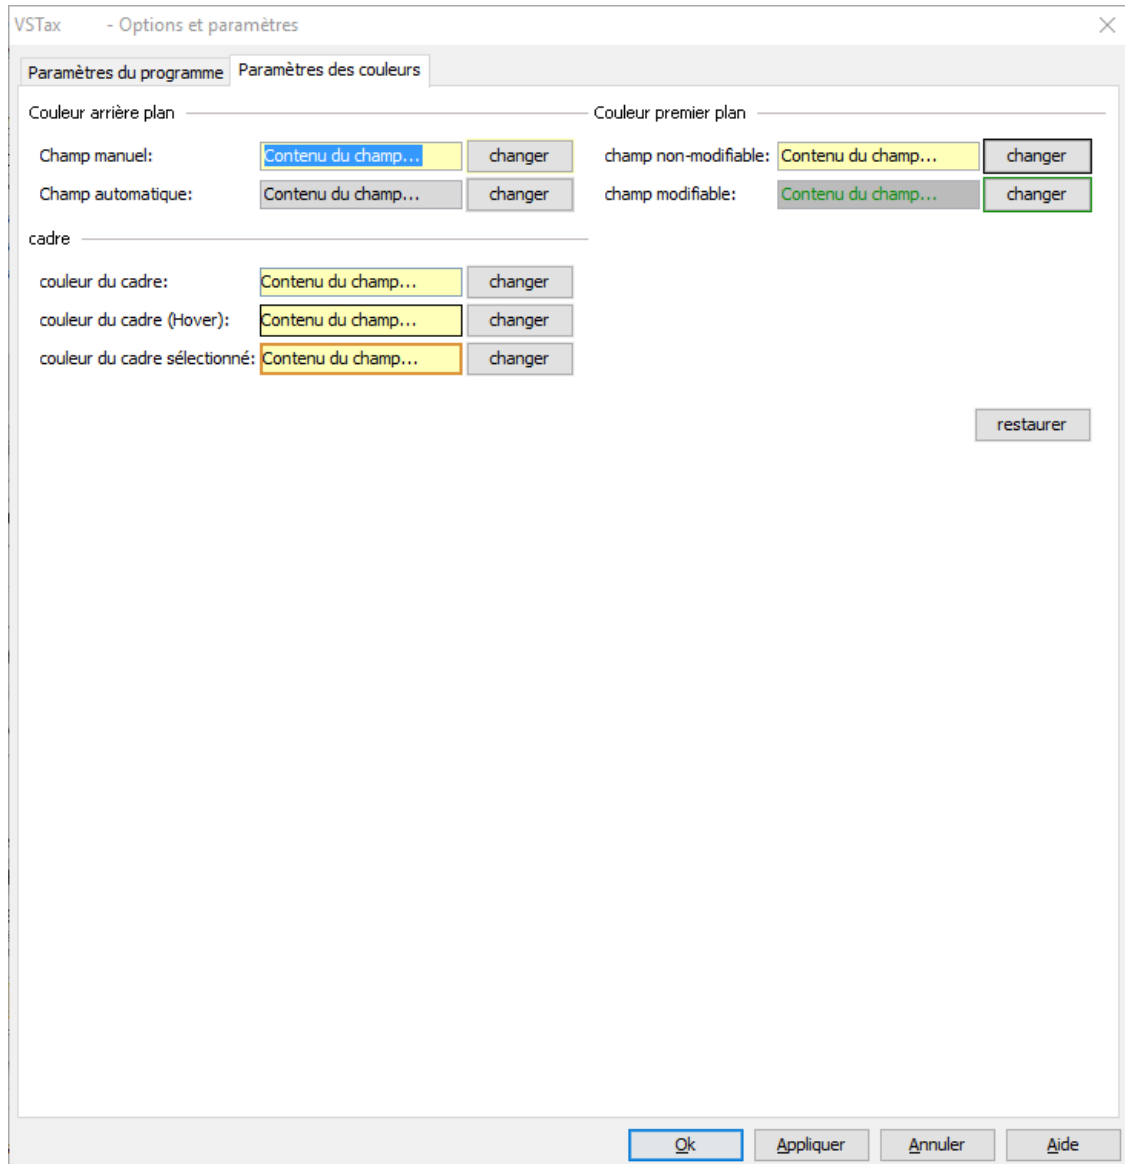 VSTax - Options et paramètres
Paramètres du programme Paramètres des couleurs
Couleur arrière plan
Champ manuel: Contenu du champ... changer
Champ automatique: Contenu du champ... changer
Couleur premier plan
champ non-modifiable: Contenu du champ... changer
champ modifiable: Contenu du champ... changer
cadre
couleur du cadre: Contenu du champ... changer
couleur du cadre (Hover): Contenu du champ... changer
couleur du cadre sélectionné: Contenu du champ... changer
restaurer
Ok Appliquer Annuler Aide